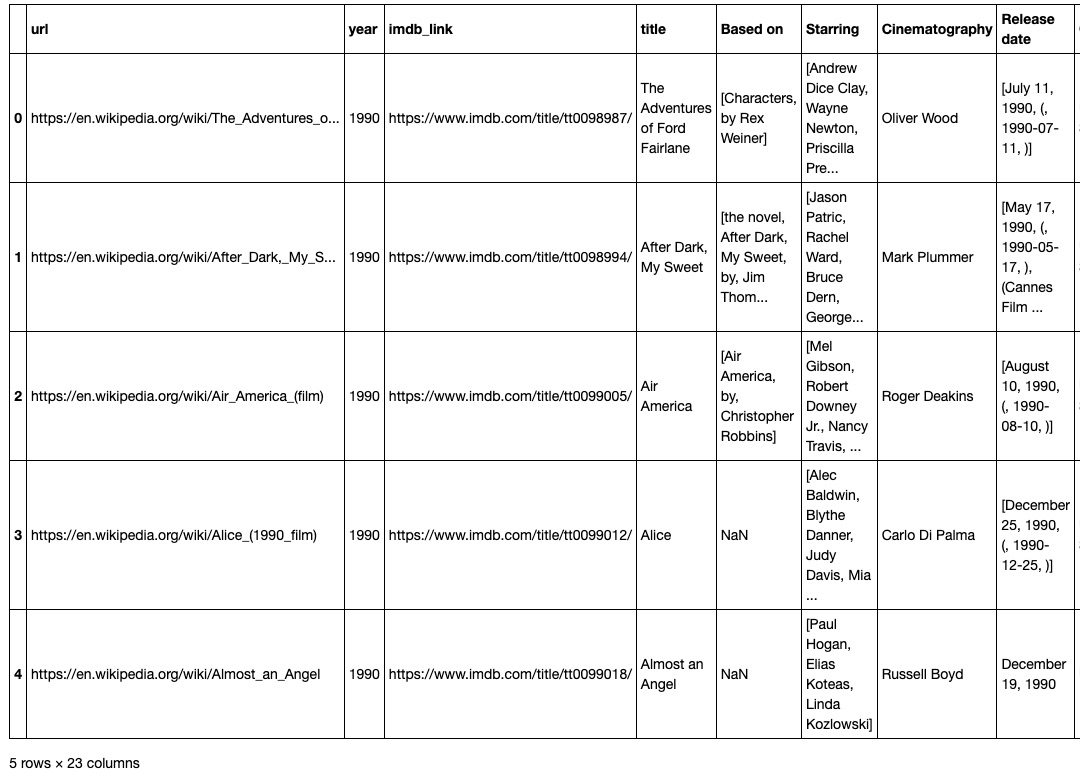 url year imdb_link title Based on Starring Cinematography Release date
0 https://en.wikipedia.org/wiki/The_Adventures_o... 1990 https://www.imdb.com/title/tt0098987/ The Adventures of Ford Fairlane [Characters, by Rex Weiner] [Andrew Dice Clay, Wayne Newton, Priscilla Pre... Oliver Wood [July 11, 1990, (, 1990-07-11, )]
1 https://en.wikipedia.org/wiki/After_Dark,_My_S... 1990 https://www.imdb.com/title/tt0098994/ After Dark, My Sweet [the novel, After Dark, My Sweet, by, Jim Thom... [Jason Patric, Rachel Ward, Bruce Dern, George... Mark Plummer [May 17, 1990, (, 1990-05-17, ), (Cannes Film ...
2 https://en.wikipedia.org/wiki/Air_America_(film) 1990 https://www.imdb.com/title/tt0099005/ Air America [Air America, by, Christopher Robbins] [Mel Gibson, Robert Downey Jr., Nancy Travis, ... Roger Deakins [August 10, 1990, (, 1990-08-10, )]
3 https://en.wikipedia.org/wiki/Alice_(1990_film) 1990 https://www.imdb.com/title/tt0099012/ Alice NaN [Alec Baldwin, Blythe Danner, Judy Davis, Mia ... Carlo Di Palma [December 25, 1990, (, 1990-12-25, )]
4 https://en.wikipedia.org/wiki/Almost_an_Angel 1990 https://www.imdb.com/title/tt0099018/ Almost an Angel NaN [Paul Hogan, Elias Koteas, Linda Kozlowski] Russell Boyd December 19, 1990
5 rows × 23 columns